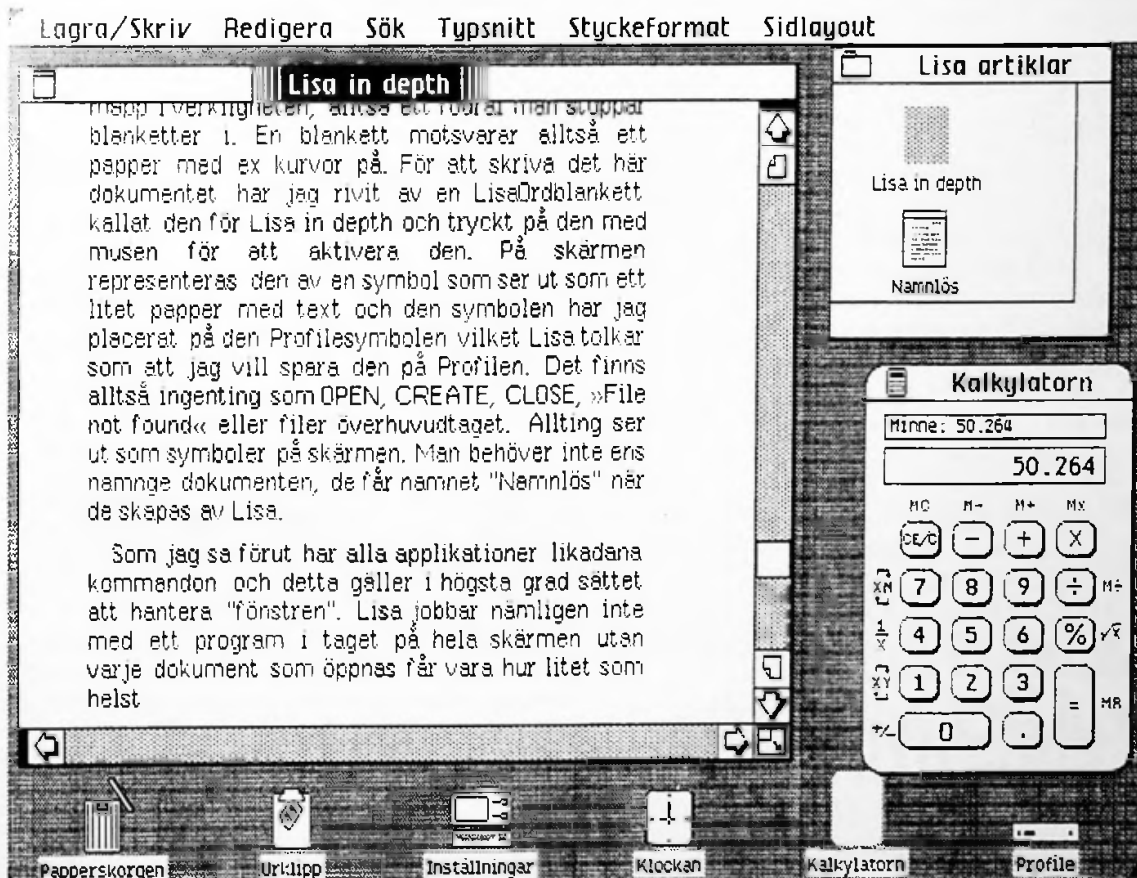 Lagra/Skriv Redigera Sök Typsnitt StyckeFormat Sidlayout
Lisa in depth
mapp i verkligheten, alltså ett man stoppar
blanketter i. En blankett motsvarar alltså ett
papper med ex kurvor på. För att skriva det här
dokumentet har jag rivit av en LisaOrdblankett
kallat den för Lisa in depth och tryckt på den med
musen för att aktivera den. På skärmen
representeras den av en symbol som ser ut som ett
litet papper med text och den symbolen har jag
placerat på den Profilesymbolen vilket Lisa tolkar
som att jag vill spara den på Profilen. Det finns
alltså ingenting som OPEN, CREATE, CLOSE, »File
not found« eller filer överhuvudtaget. Allting ser
ut som symboler på skärmen. Man behöver inte ens
namnge dokumenten, de får namnet "Namnlös" när
de skapas av Lisa.
Som jag sa förut har alla applikationer likadana
kommandon och detta gäller i högsta grad sättet
att hantera "fönstren". Lisa jobbar nämligen inte
med ett program i taget på hela skärmen utan
varje dokument som öppnas får vara hur litet som
helst
Lisa artiklar
Lisa in depth
Namnlös
Kalkylatorn
Minne: 50.264
50.264
MC M- M+ Mx
CE/C - + X
XM 7 8 9 ÷ M÷
1/X 4 5 6 % √x
XY 1 2 3 = MR
+/- 0 .
Papperskorgen Urklipp Inställningar Klockan Kalkylatorn Profile